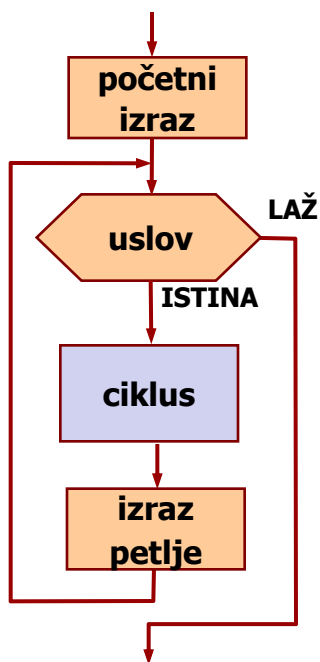 početni
izraz
LAŽ
uslov
ISTINA
ciklus
izraz
petlje